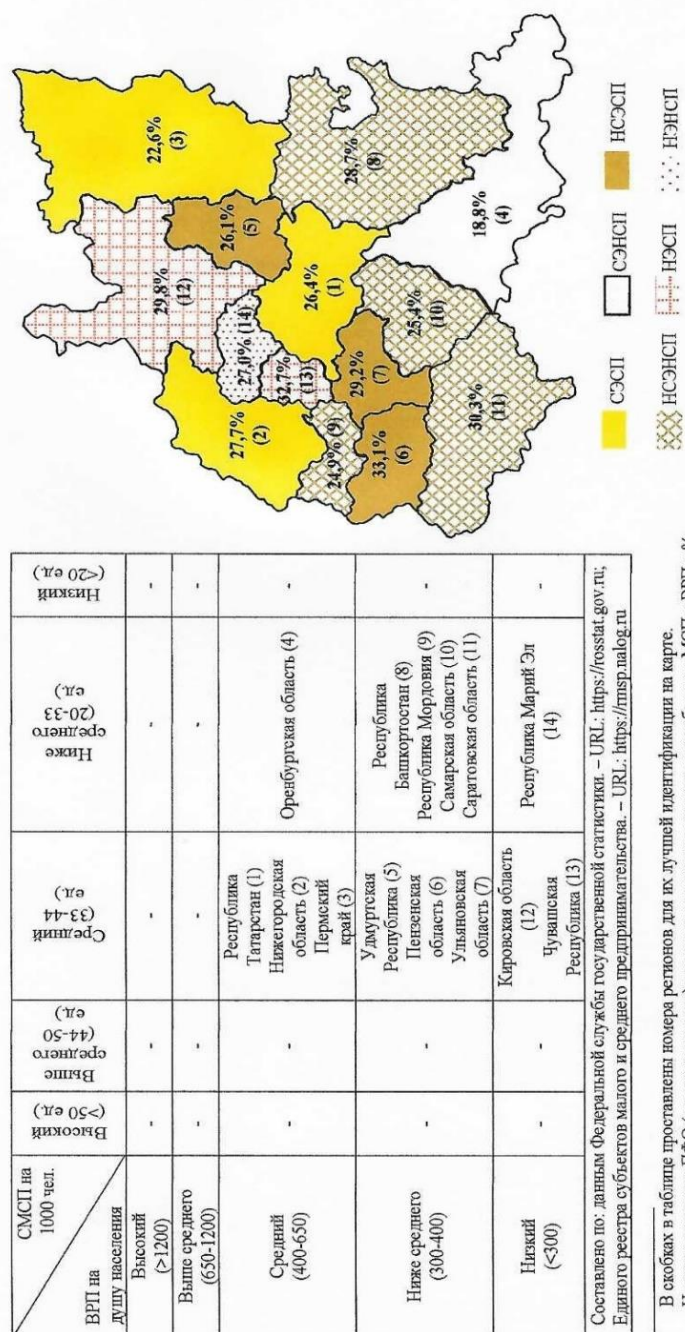 СМСП на
1000 чел.
ВРП на
душу населения
Высокий
(>50 ед.)
Выше
среднего
(44-50
ед.)
Средний
(33-44
ед.)
Ниже
среднего
(20-33
ед.)
Низкий
(<20 ед.)
Высокий
(>1200)
-
-
-
-
-
Выше среднего
(650-1200)
-
-
-
-
-
Средний
(400-650)
-
-
Республика
Татарстан (1)
Нижегородская
область (2)
Пермский
край (3)
Оренбургская область (4)
-
Ниже среднего
(300-400)
-
-
Удмуртская
Республика (5)
Пензенская
область (6)
Ульяновская
область (7)
Республика
Башкортостан (8)
Республика Мордовия (9)
Самарская область (10)
Саратовская область (11)
-
Низкий
(<300)
-
-
Кировская область
(12)
Чувашская
Республика (13)
Республика Марий Эл
(14)
-
Составлено по: данным Федеральной службы государственной статистики. – URL: https://rosstat.gov.ru;
Единого реестра субъектов малого и среднего предпринимательства. – URL: https://rmsp.nalog.ru
27,7%
(2)
29,8%
(12)
22,6%
(3)
27,0% (14)
26,1%
(5)
32,7%
(13)
24,9% (9)
26,4%
(1)
33,1%
(6)
29,2%
(7)
28,7%
(8)
25,4%
(10)
30,3%
(11)
18,8%
(4)
СЭСП
СЭНСП
НСЭСП
НСЭНСП
НЭСП
НЭНСП
В скобках в таблице проставлены номера регионов для их лучшей идентификации на карте.